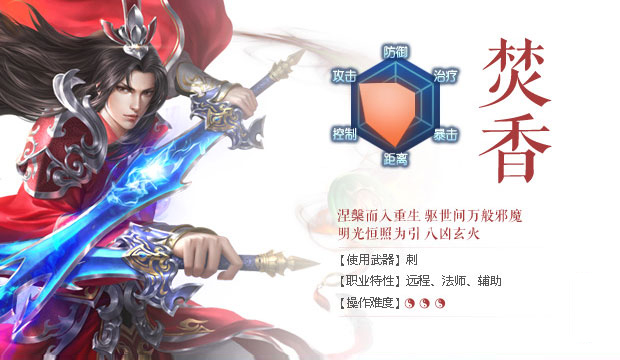 焚香
防御
攻击
治疗
控制
暴击
距离
涅槃而入重生 驱世间万般邪魔
明光恒照为引 八凶玄火
【使用武器】刺
【职业特性】远程、法师、辅助
【操作难度】